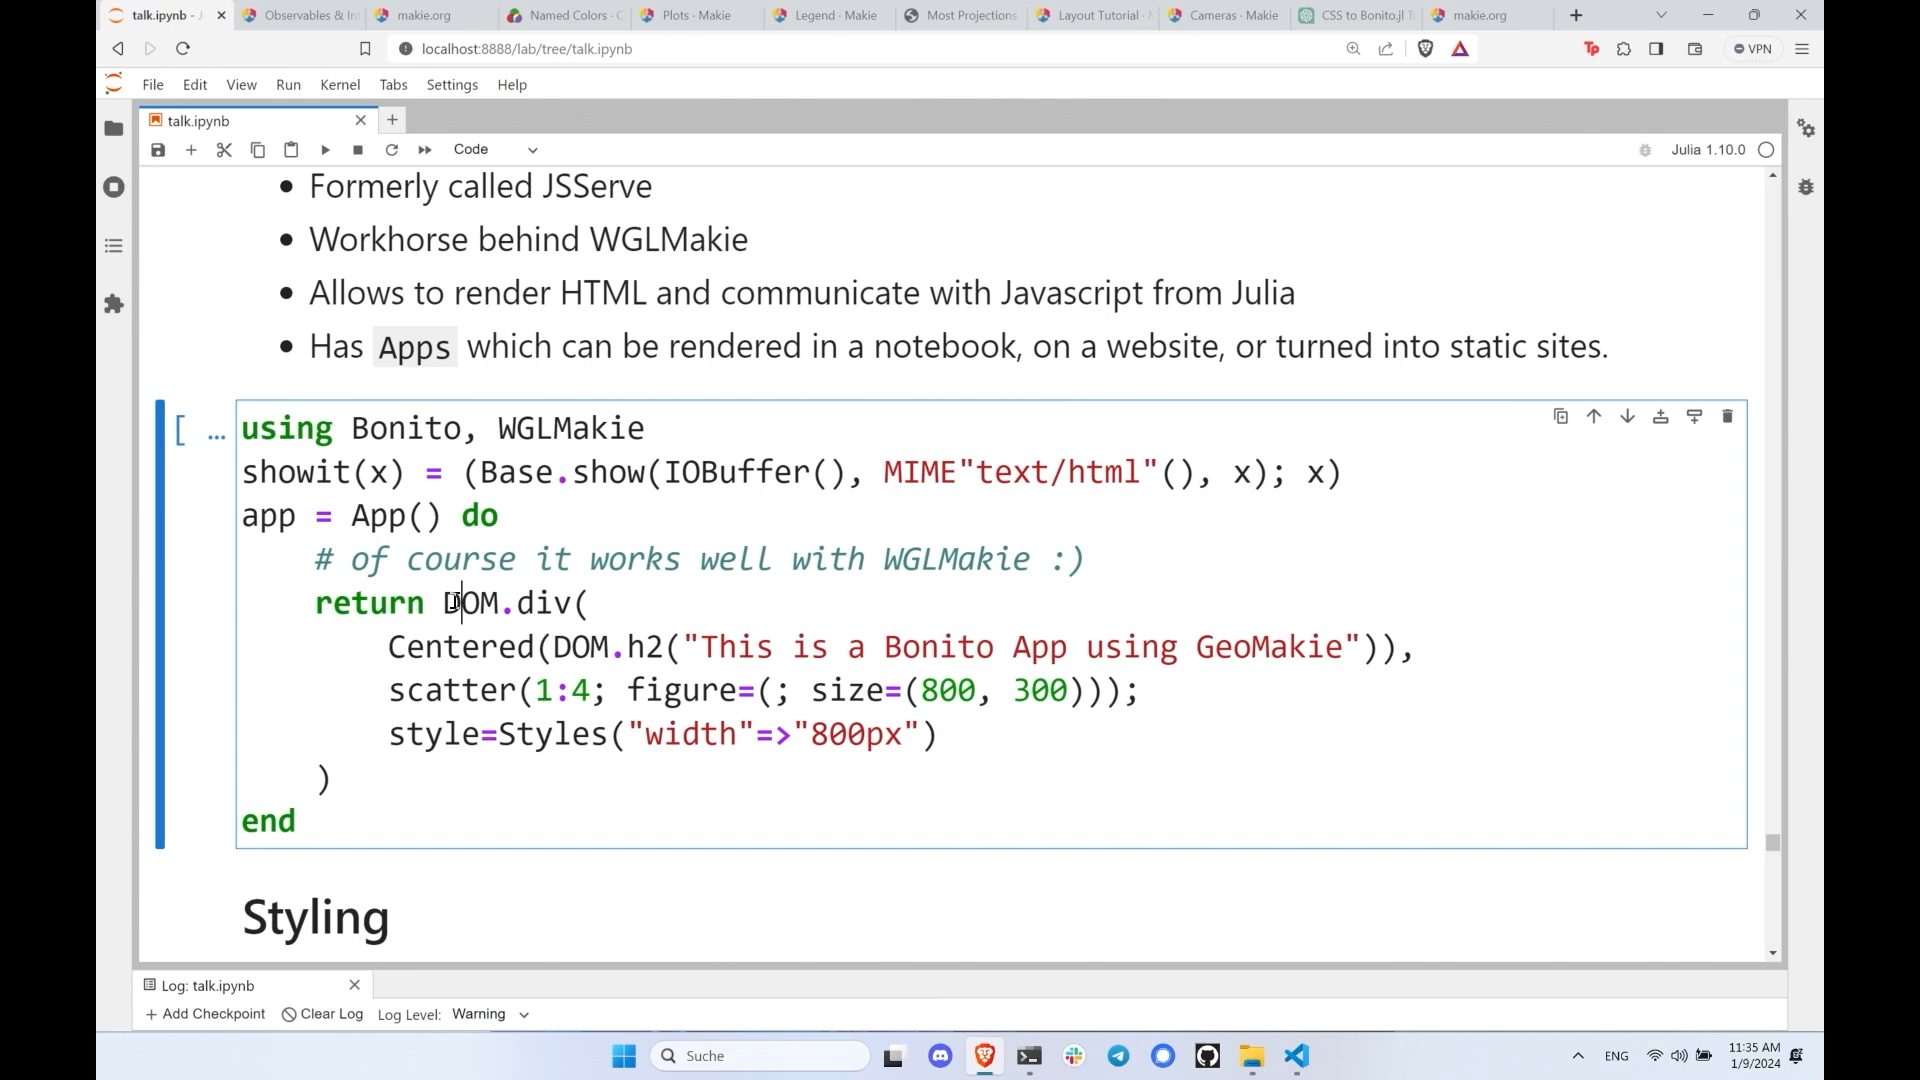 talk.ipynb - J
Observables & Int
makie.org
Named Colors · C
Plots · Makie
Legend · Makie
Most Projections
Layout Tutorial ·
Cameras · Makie
CSS to Bonito.jl T
makie.org
localhost:8888/lab/tree/talk.ipynb
Tp
VPN
File Edit View Run Kernel Tabs Settings Help
talk.ipynb
Code
Julia 1.10.0
• Formerly called JSServe
• Workhorse behind WGLMakie
• Allows to render HTML and communicate with Javascript from Julia
• Has Apps which can be rendered in a notebook, on a website, or turned into static sites.
[ …
using Bonito, WGLMakie
showit(x) = (Base.show(IOBuffer(), MIME"text/html"(), x); x)
app = App() do
# of course it works well with WGLMakie :)
return DOM.div(
Centered(DOM.h2("This is a Bonito App using GeoMakie")),
scatter(1:4; figure=(; size=(800, 300)));
style=Styles("width"=>"800px")
)
end
Styling
Log: talk.ipynb
+ Add Checkpoint Clear Log Log Level: Warning
Suche
ENG
11:35 AM
1/9/2024